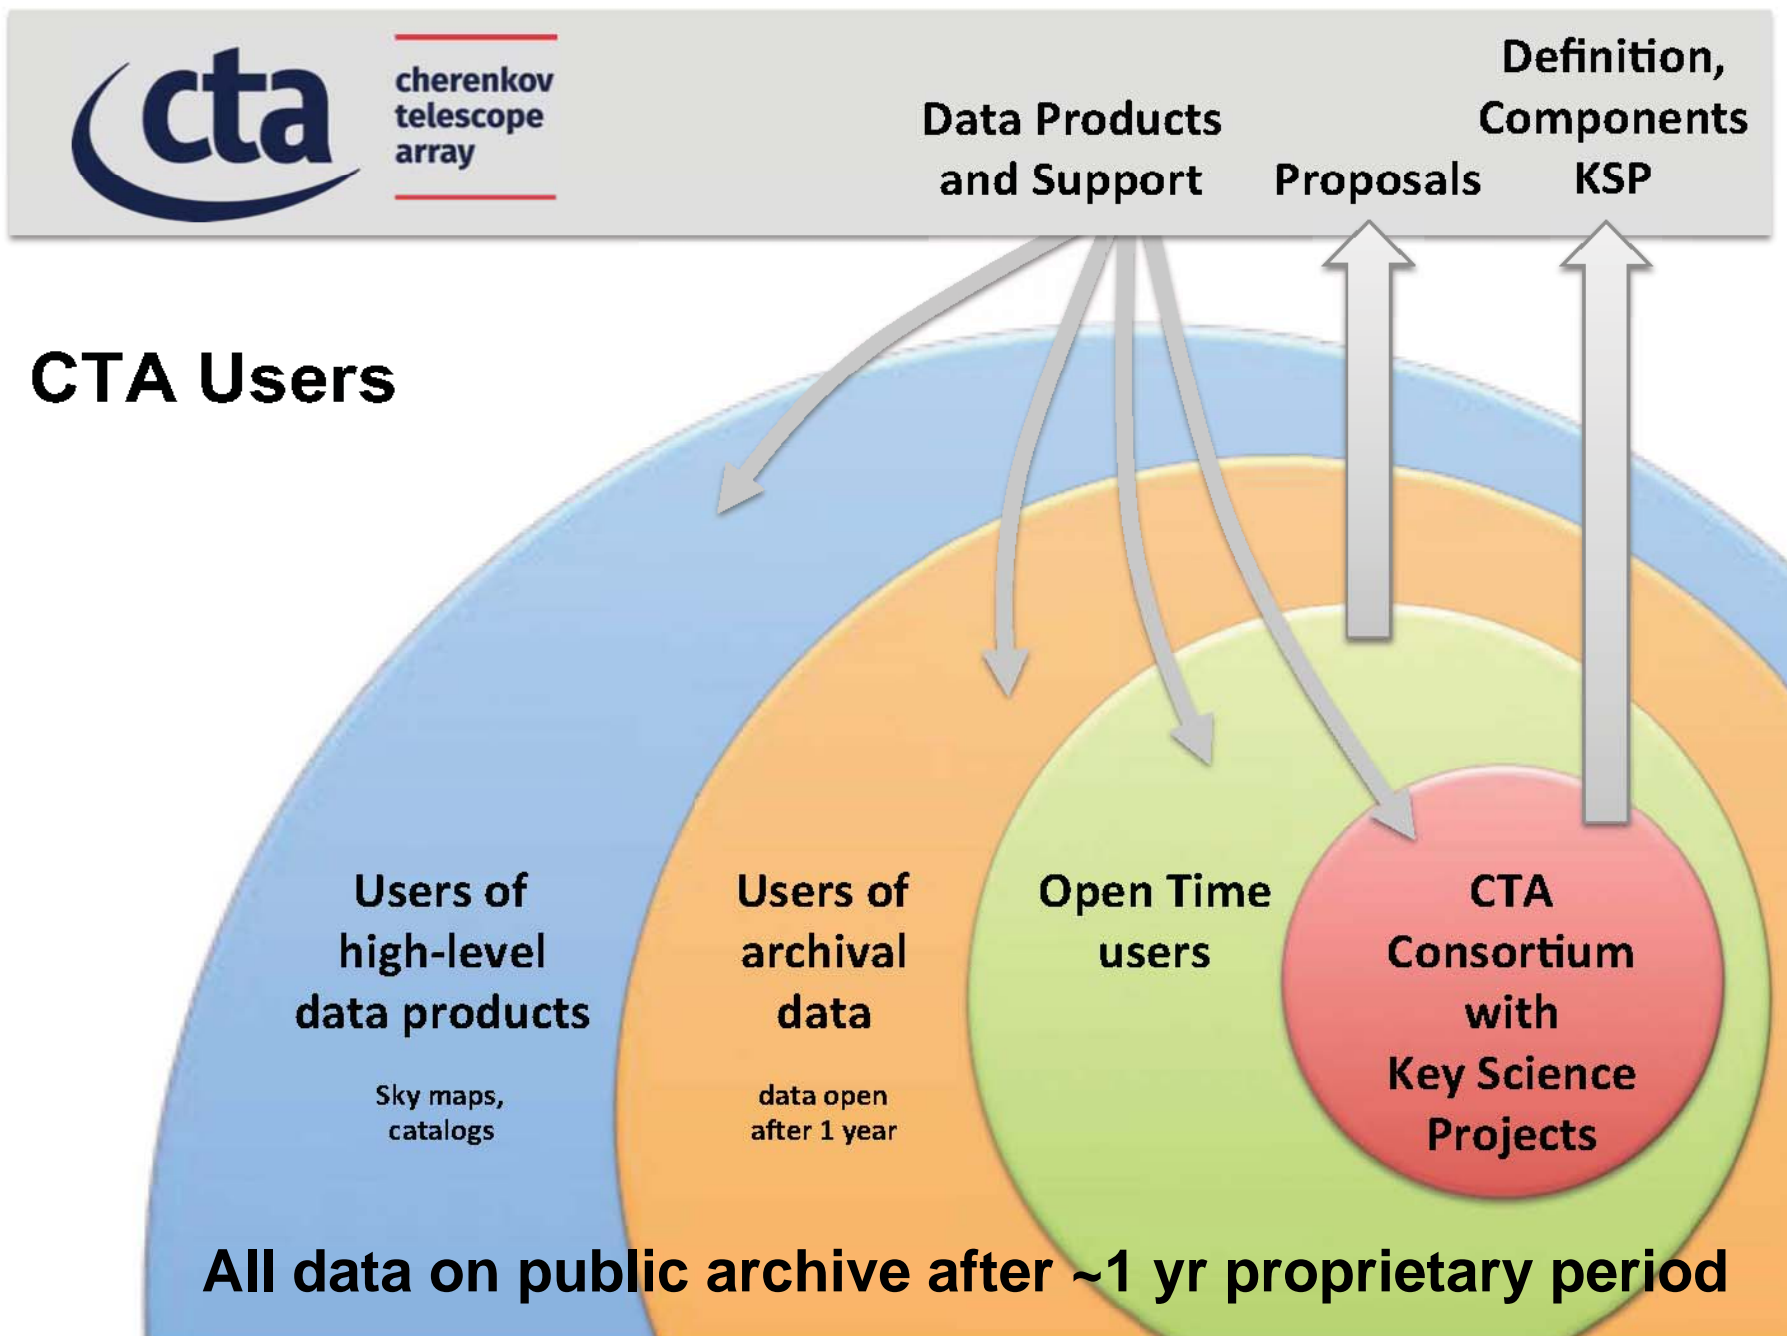 cta
cherenkov
telescope
array
Data Products
and Support
Proposals
Definition,
Components
KSP
CTA Users
Users of
high-level
data products
Sky maps,
catalogs
Users of
archival
data
data open
after 1 year
Open Time
users
CTA
Consortium
with
Key Science
Projects
All data on public archive after ~1 yr proprietary period